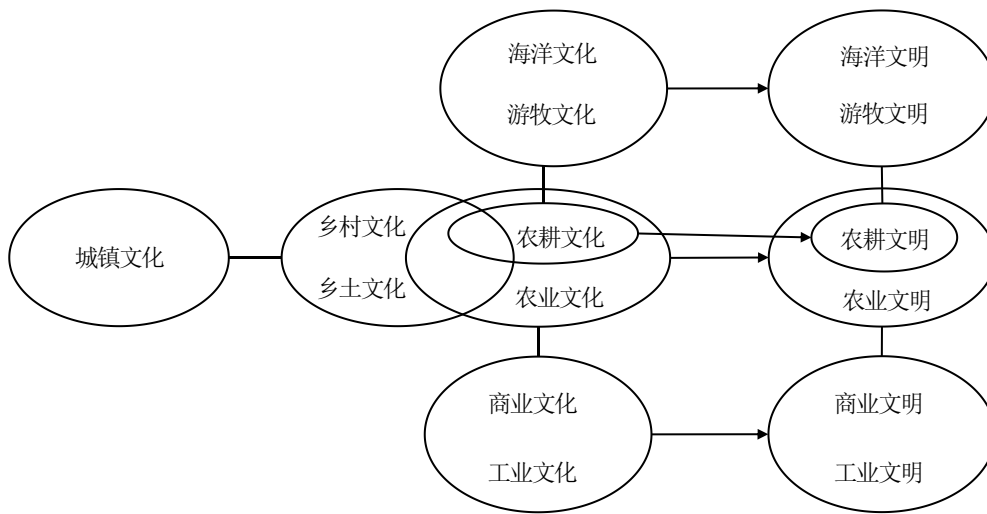 海洋文化
游牧文化
海洋文明
游牧文明
城镇文化
乡村文化
乡土文化
农耕文化
农业文化
农耕文明
农业文明
商业文化
工业文化
商业文明
工业文明